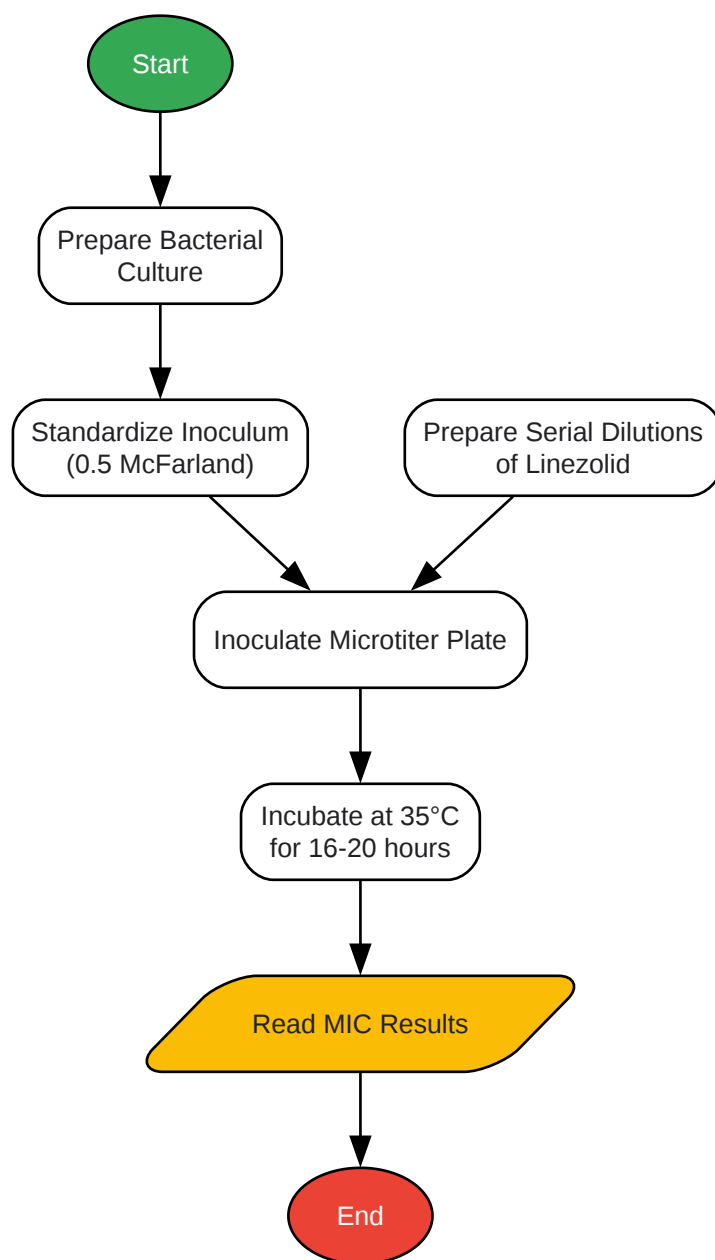 Start
Prepare Bacterial
Culture
Standardize Inoculum
(0.5 McFarland)
Prepare Serial Dilutions
of Linezolid
Inoculate Microtiter Plate
Incubate at 35°C
for 16-20 hours
Read MIC Results
End